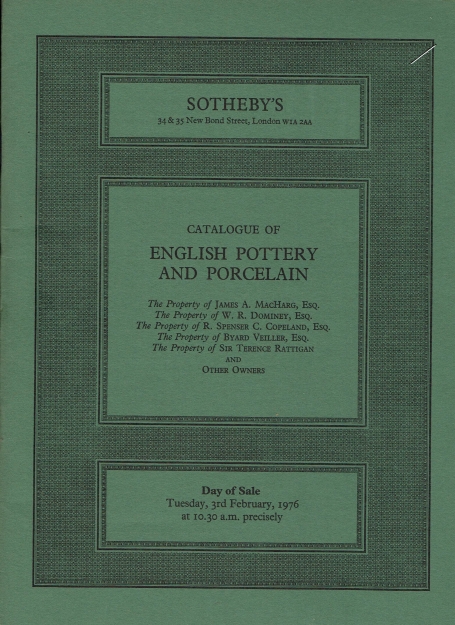 SOTHEBY'S
34 & 35 New Bond Street, London W1A 2AA
CATALOGUE OF
ENGLISH POTTERY
AND PORCELAIN
The Property of JAMES A. MACHARG, ESQ.
The Property of W. R. DOMINEY, ESQ.
The Property of R. SPENSER C. COPELAND, ESQ.
The Property of BYARD VEILLER, ESQ.
The Property of SIR TERENCE RATTIGAN
AND
OTHER OWNERS
Day of Sale
Tuesday, 3rd February, 1976
at 10.30 a.m. precisely